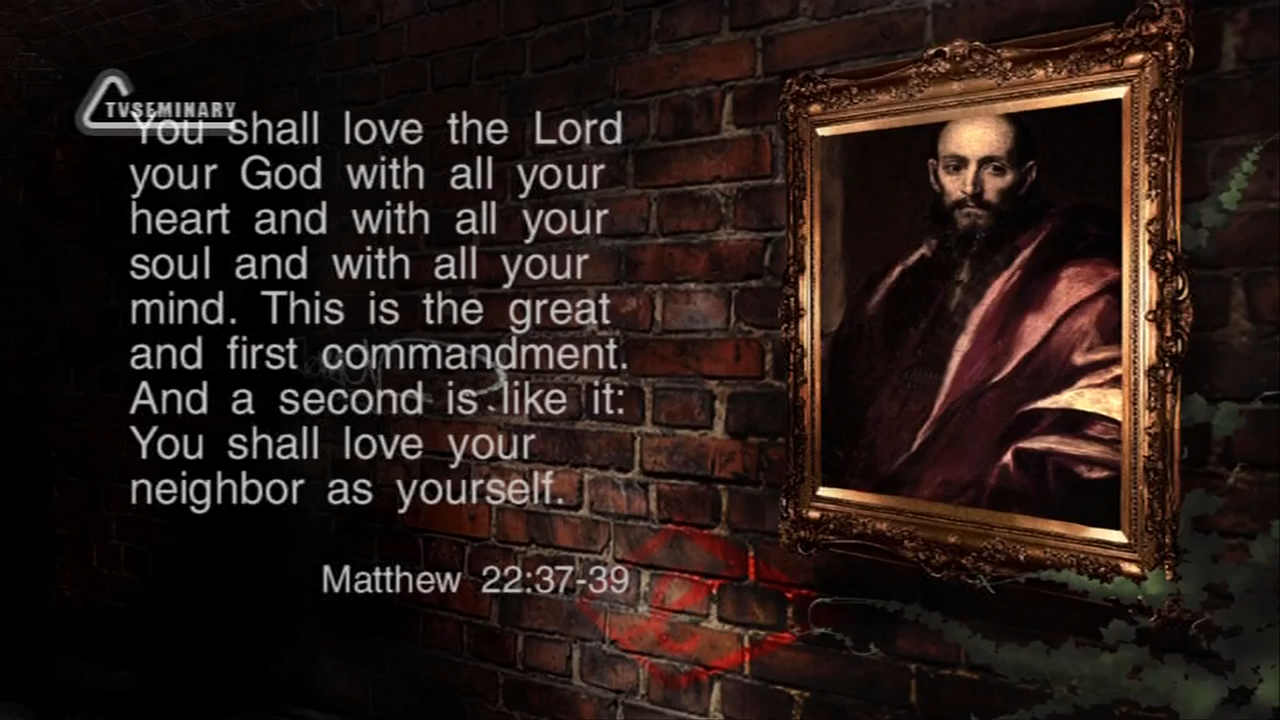 TVSEMINARY
You shall love the Lord
your God with all your
heart and with all your
soul and with all your
mind. This is the great
and first commandment.
And a second is like it:
You shall love your
neighbor as yourself.
Matthew 22:37-39